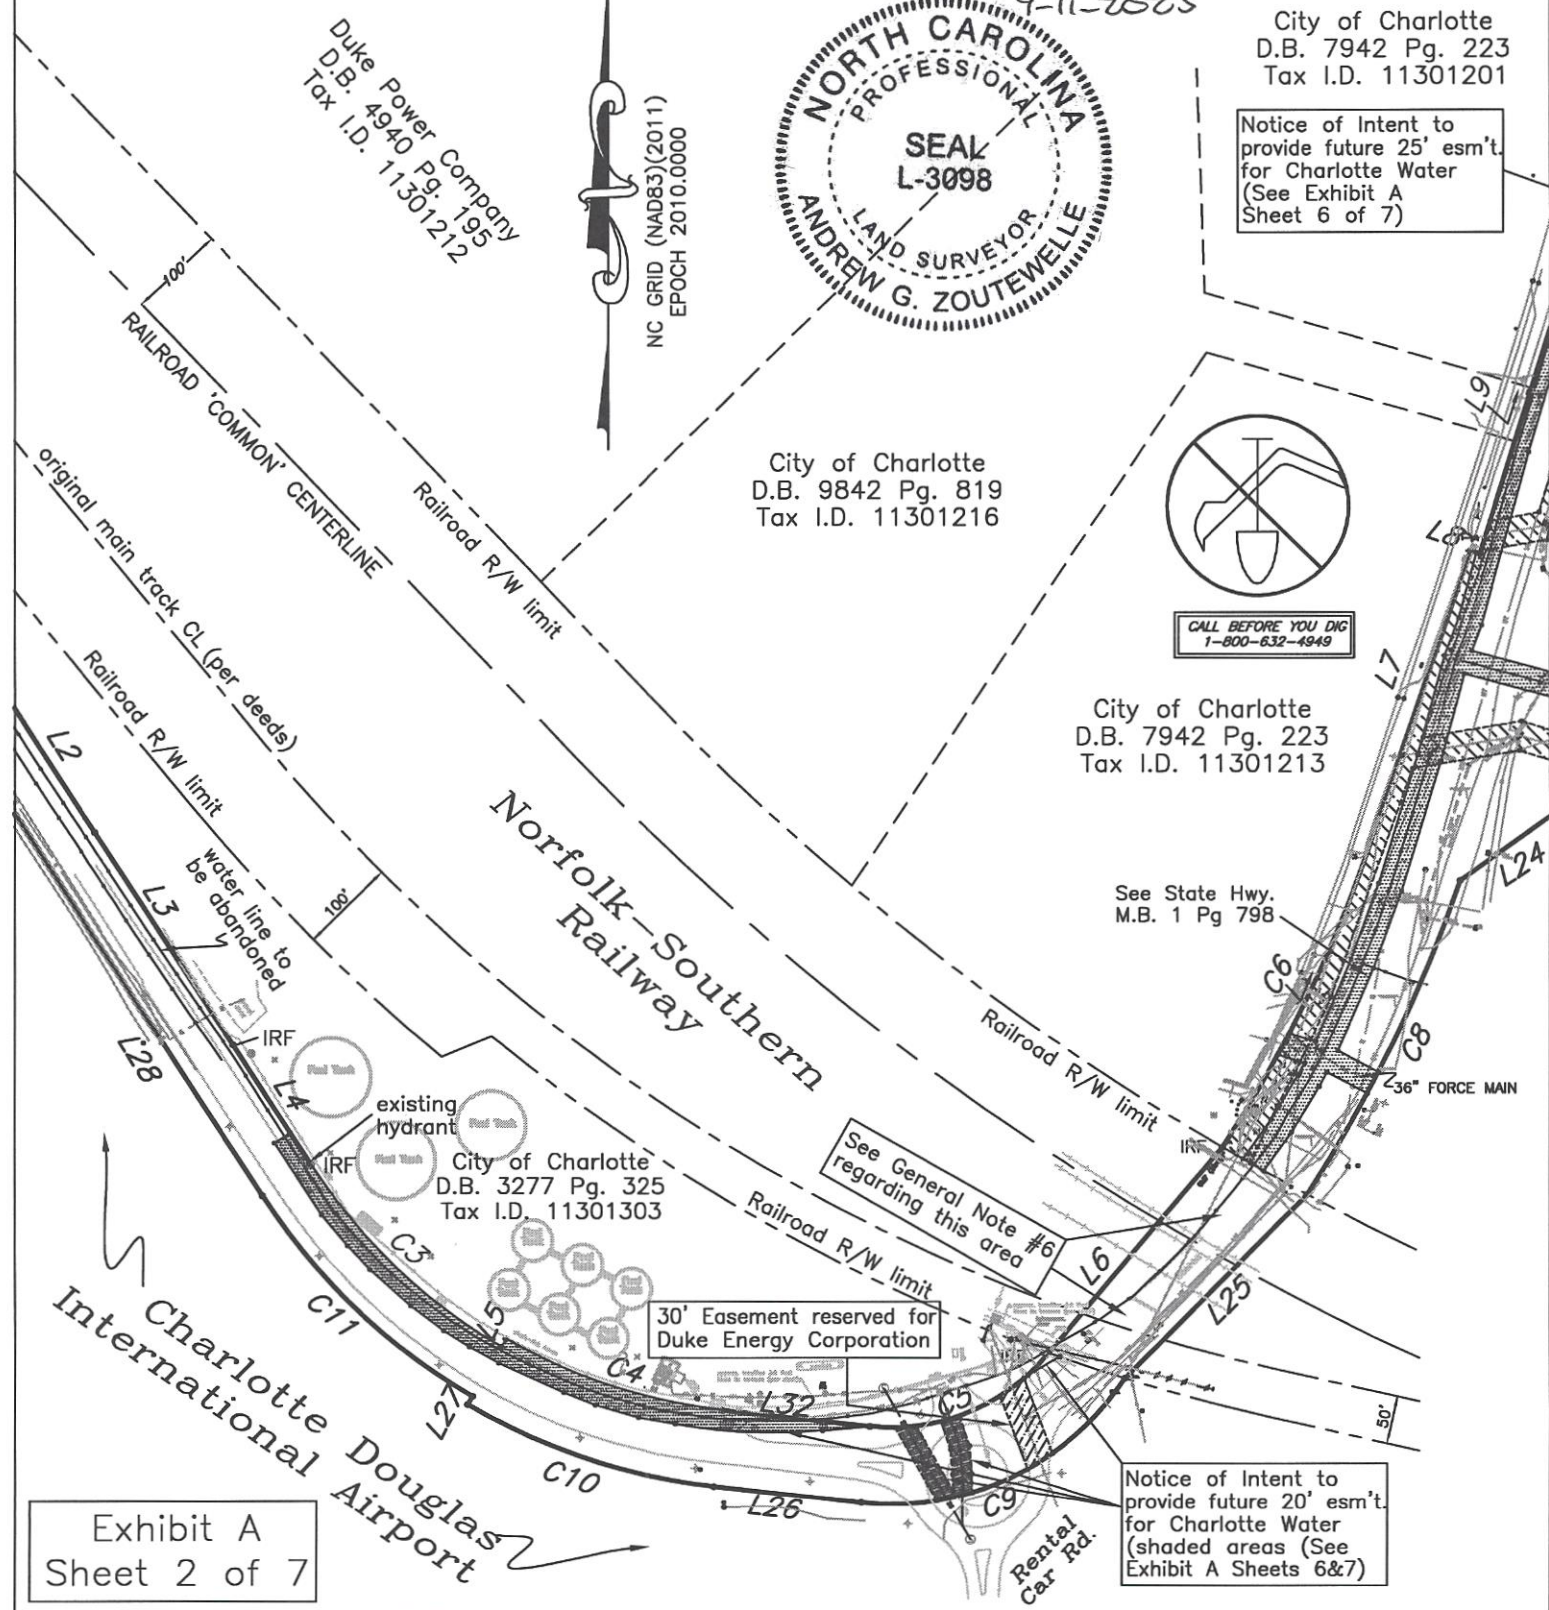 City of Charlotte
D.B. 7942 Pg. 223
Tax I.D. 11301201
Notice of Intent to
provide future 25' esm't.
for Charlotte Water
(See Exhibit A
Sheet 6 of 7)
NORTH CAROLINA
PROFESSIONAL
SEAL
L-3098
LAND SURVEYOR
ANDREW G. ZOUTEWELLE
Duke Power Company
D.B. 4940 Pg. 195
Tax I.D. 11301212
NC GRID (NAD83)(2011)
EPOCH 2010.0000
100'
RAILROAD 'COMMON' CENTERLINE
original main track CL (per deeds)
Railroad R/W limit
Railroad R/W limit
City of Charlotte
D.B. 9842 Pg. 819
Tax I.D. 11301216
L9
L8
CALL BEFORE YOU DIG
1-800-632-4949
L7
City of Charlotte
D.B. 7942 Pg. 223
Tax I.D. 11301213
L2
L3
water line to
be abandoned
100'
Norfolk Southern
Railway
L24
See State Hwy.
M.B. 1 Pg 798
C6
C8
Railroad R/W limit
36" FORCE MAIN
L28
IRF
L4
Fuel Tank
existing
hydrant
Fuel Tank
IRF
Fuel Tank
City of Charlotte
D.B. 3277 Pg. 325
Tax I.D. 11301303
IRF
See General Note #6
regarding this area
Railroad R/W limit
L6
L25
C3
C11
L5
30' Easement reserved for
Duke Energy Corporation
C4
L32
C5
L27
C10
L26
C9
50'
Charlotte Douglas
International Airport
Rental
Car Rd.
Notice of Intent to
provide future 20' esm't.
for Charlotte Water
(shaded areas (See
Exhibit A Sheets 6&7)
Exhibit A
Sheet 2 of 7